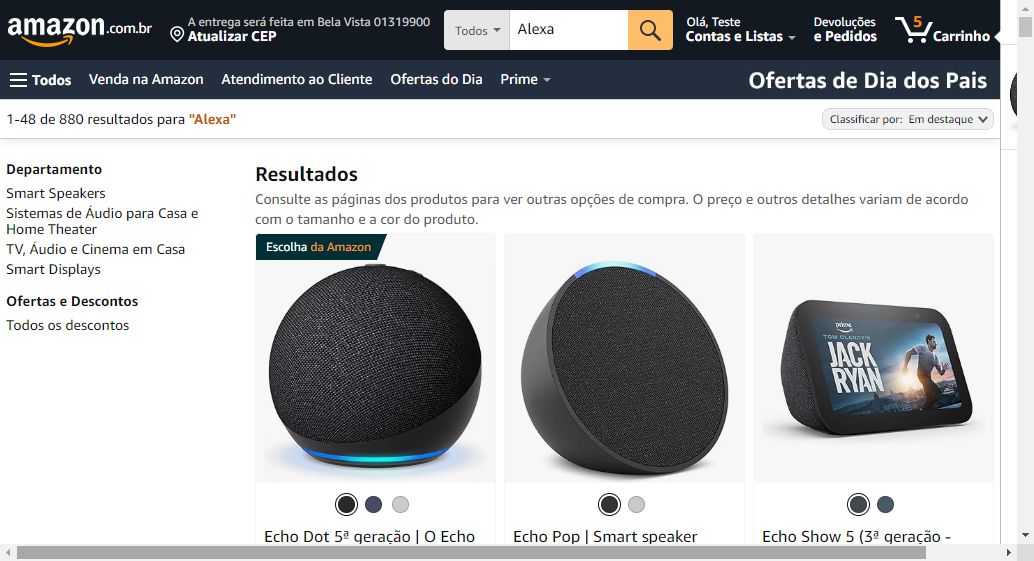 amazon.com.br
A entrega será feita em Bela Vista 01319900
Atualizar CEP
Todos
Alexa
Olá, Teste
Contas e Listas
Devoluções
e Pedidos
5
Carrinho
Todos
Venda na Amazon
Atendimento ao Cliente
Ofertas do Dia
Prime
Ofertas de Dia dos Pais
1-48 de 880 resultados para "Alexa"
Classificar por: Em destaque
Departamento
Smart Speakers
Sistemas de Áudio para Casa e
Home Theater
TV, Áudio e Cinema em Casa
Smart Displays
Ofertas e Descontos
Todos os descontos
Resultados
Consulte as páginas dos produtos para ver outras opções de compra. O preço e outros detalhes variam de acordo
com o tamanho e a cor do produto.
Escolha da Amazon
prime
TOM CLANCY'S
JACK
RYAN
Echo Dot 5ª geração | O Echo
Echo Pop | Smart speaker
Echo Show 5 (3ª geração -